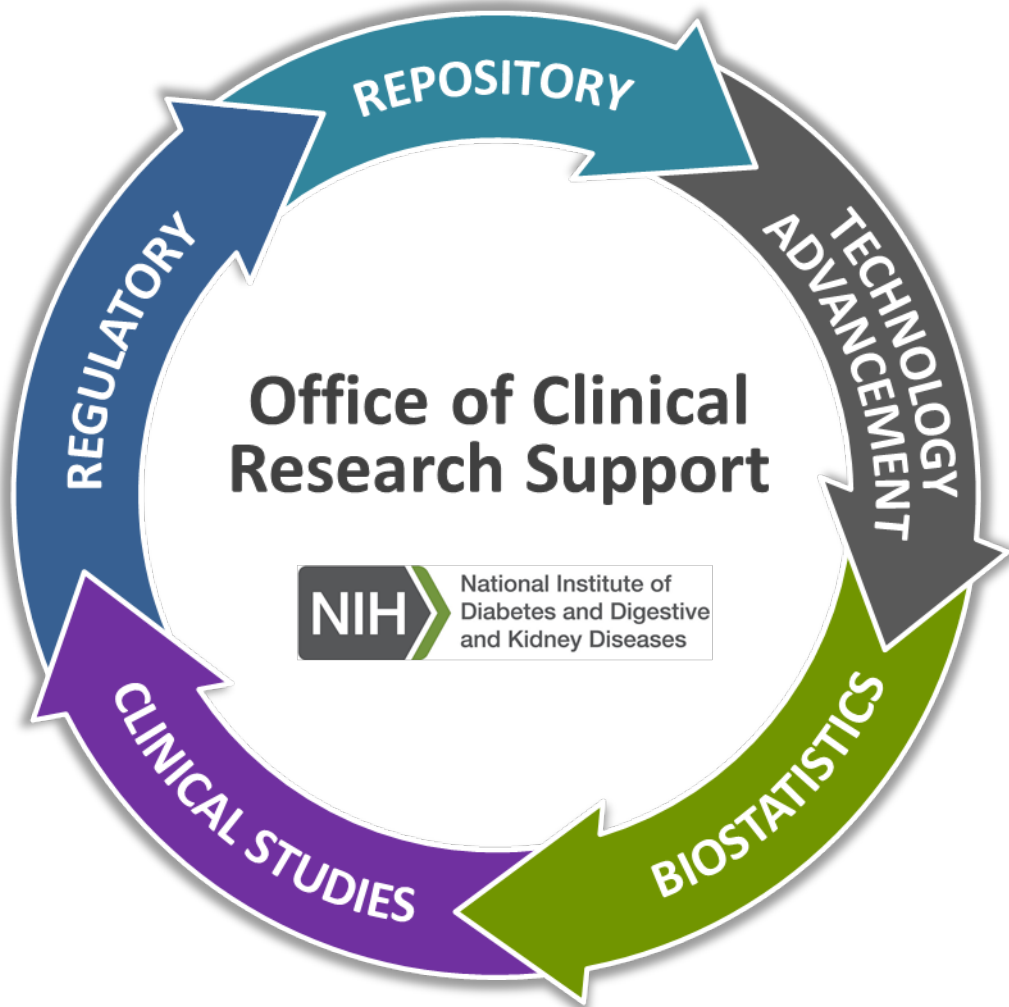 REPOSITORY
TECHNOLOGY
ADVANCEMENT
BIOSTATISTICS
CLINICAL STUDIES
REGULATORY
Office of Clinical
Research Support
NIH
National Institute of
Diabetes and Digestive
and Kidney Diseases